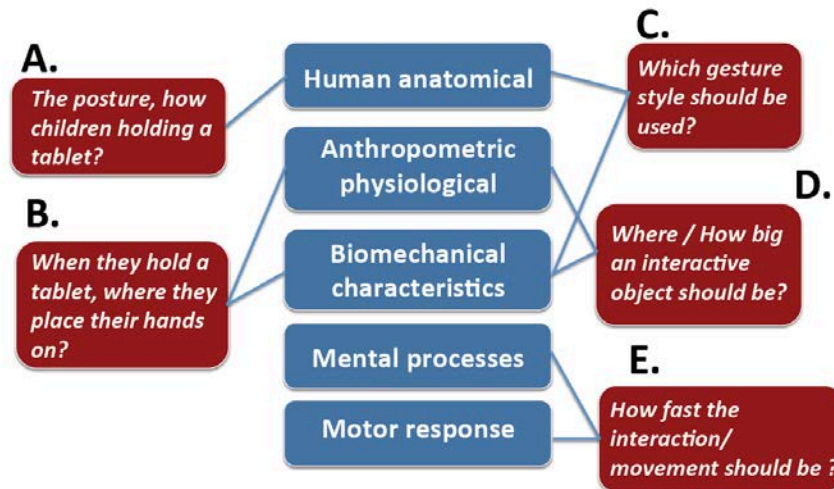 A.
The posture, how
children holding a
tablet?
B.
When they hold a
tablet, where they
place their hands
on?
Human anatomical
Anthropometric
physiological
Biomechanical
characteristics
Mental processes
Motor response
C.
Which gesture
style should be
used?
D.
Where / How big
an interactive
object should be?
E.
How fast the
interaction/
movement should be ?